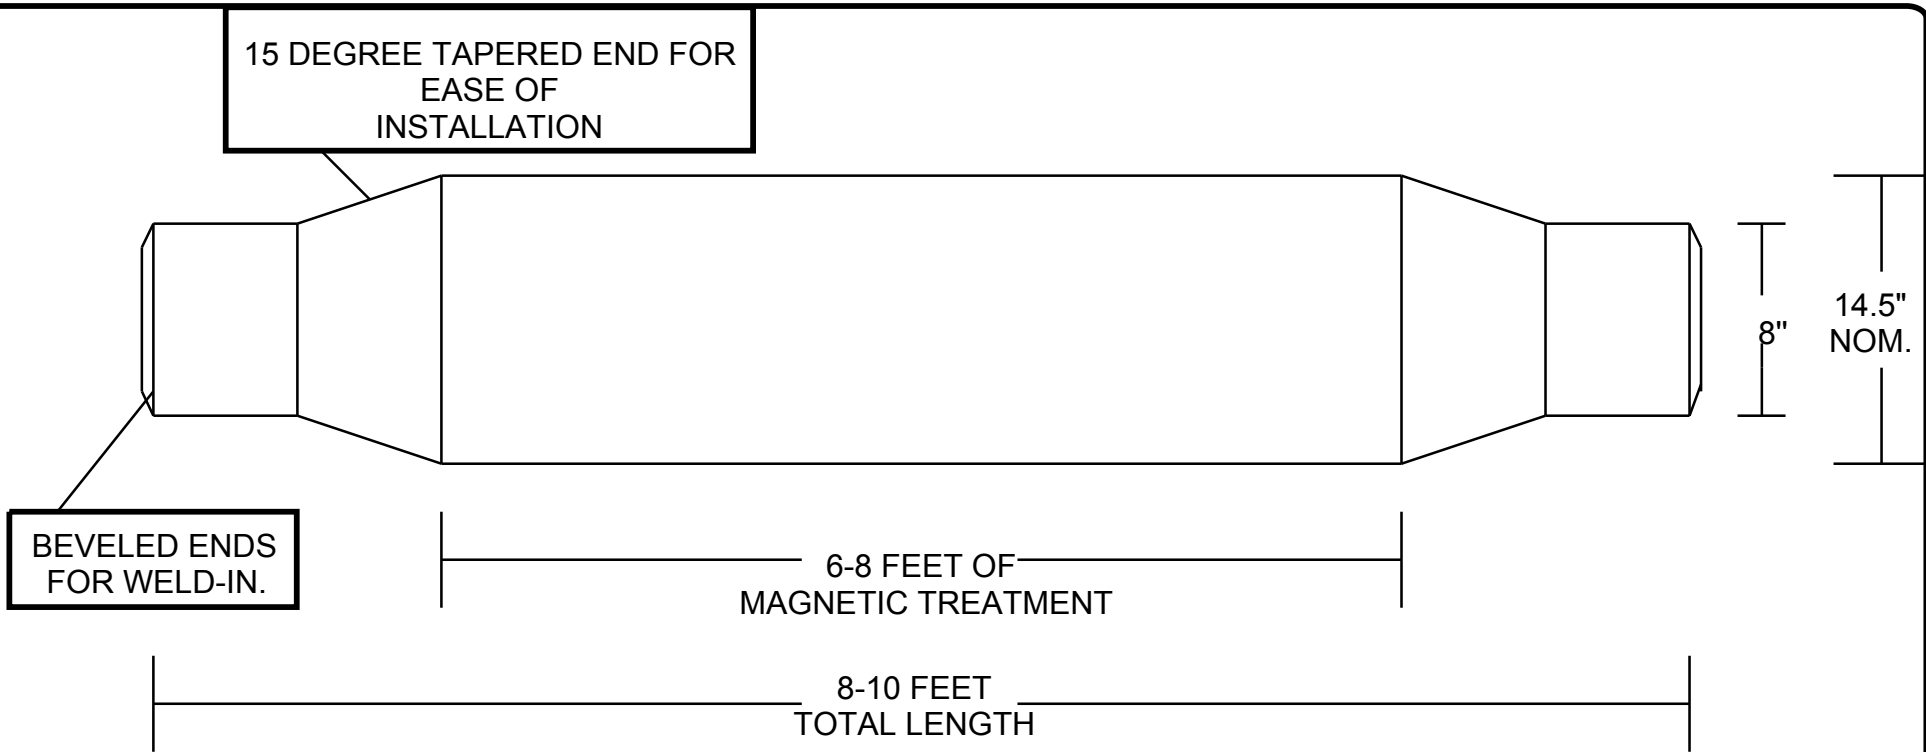 15 DEGREE TAPERED END FOR
EASE OF
INSTALLATION
8"
14.5"
NOM.
BEVELED ENDS
FOR WELD-IN.
6-8 FEET OF
MAGNETIC TREATMENT
8-10 FEET
TOTAL LENGTH